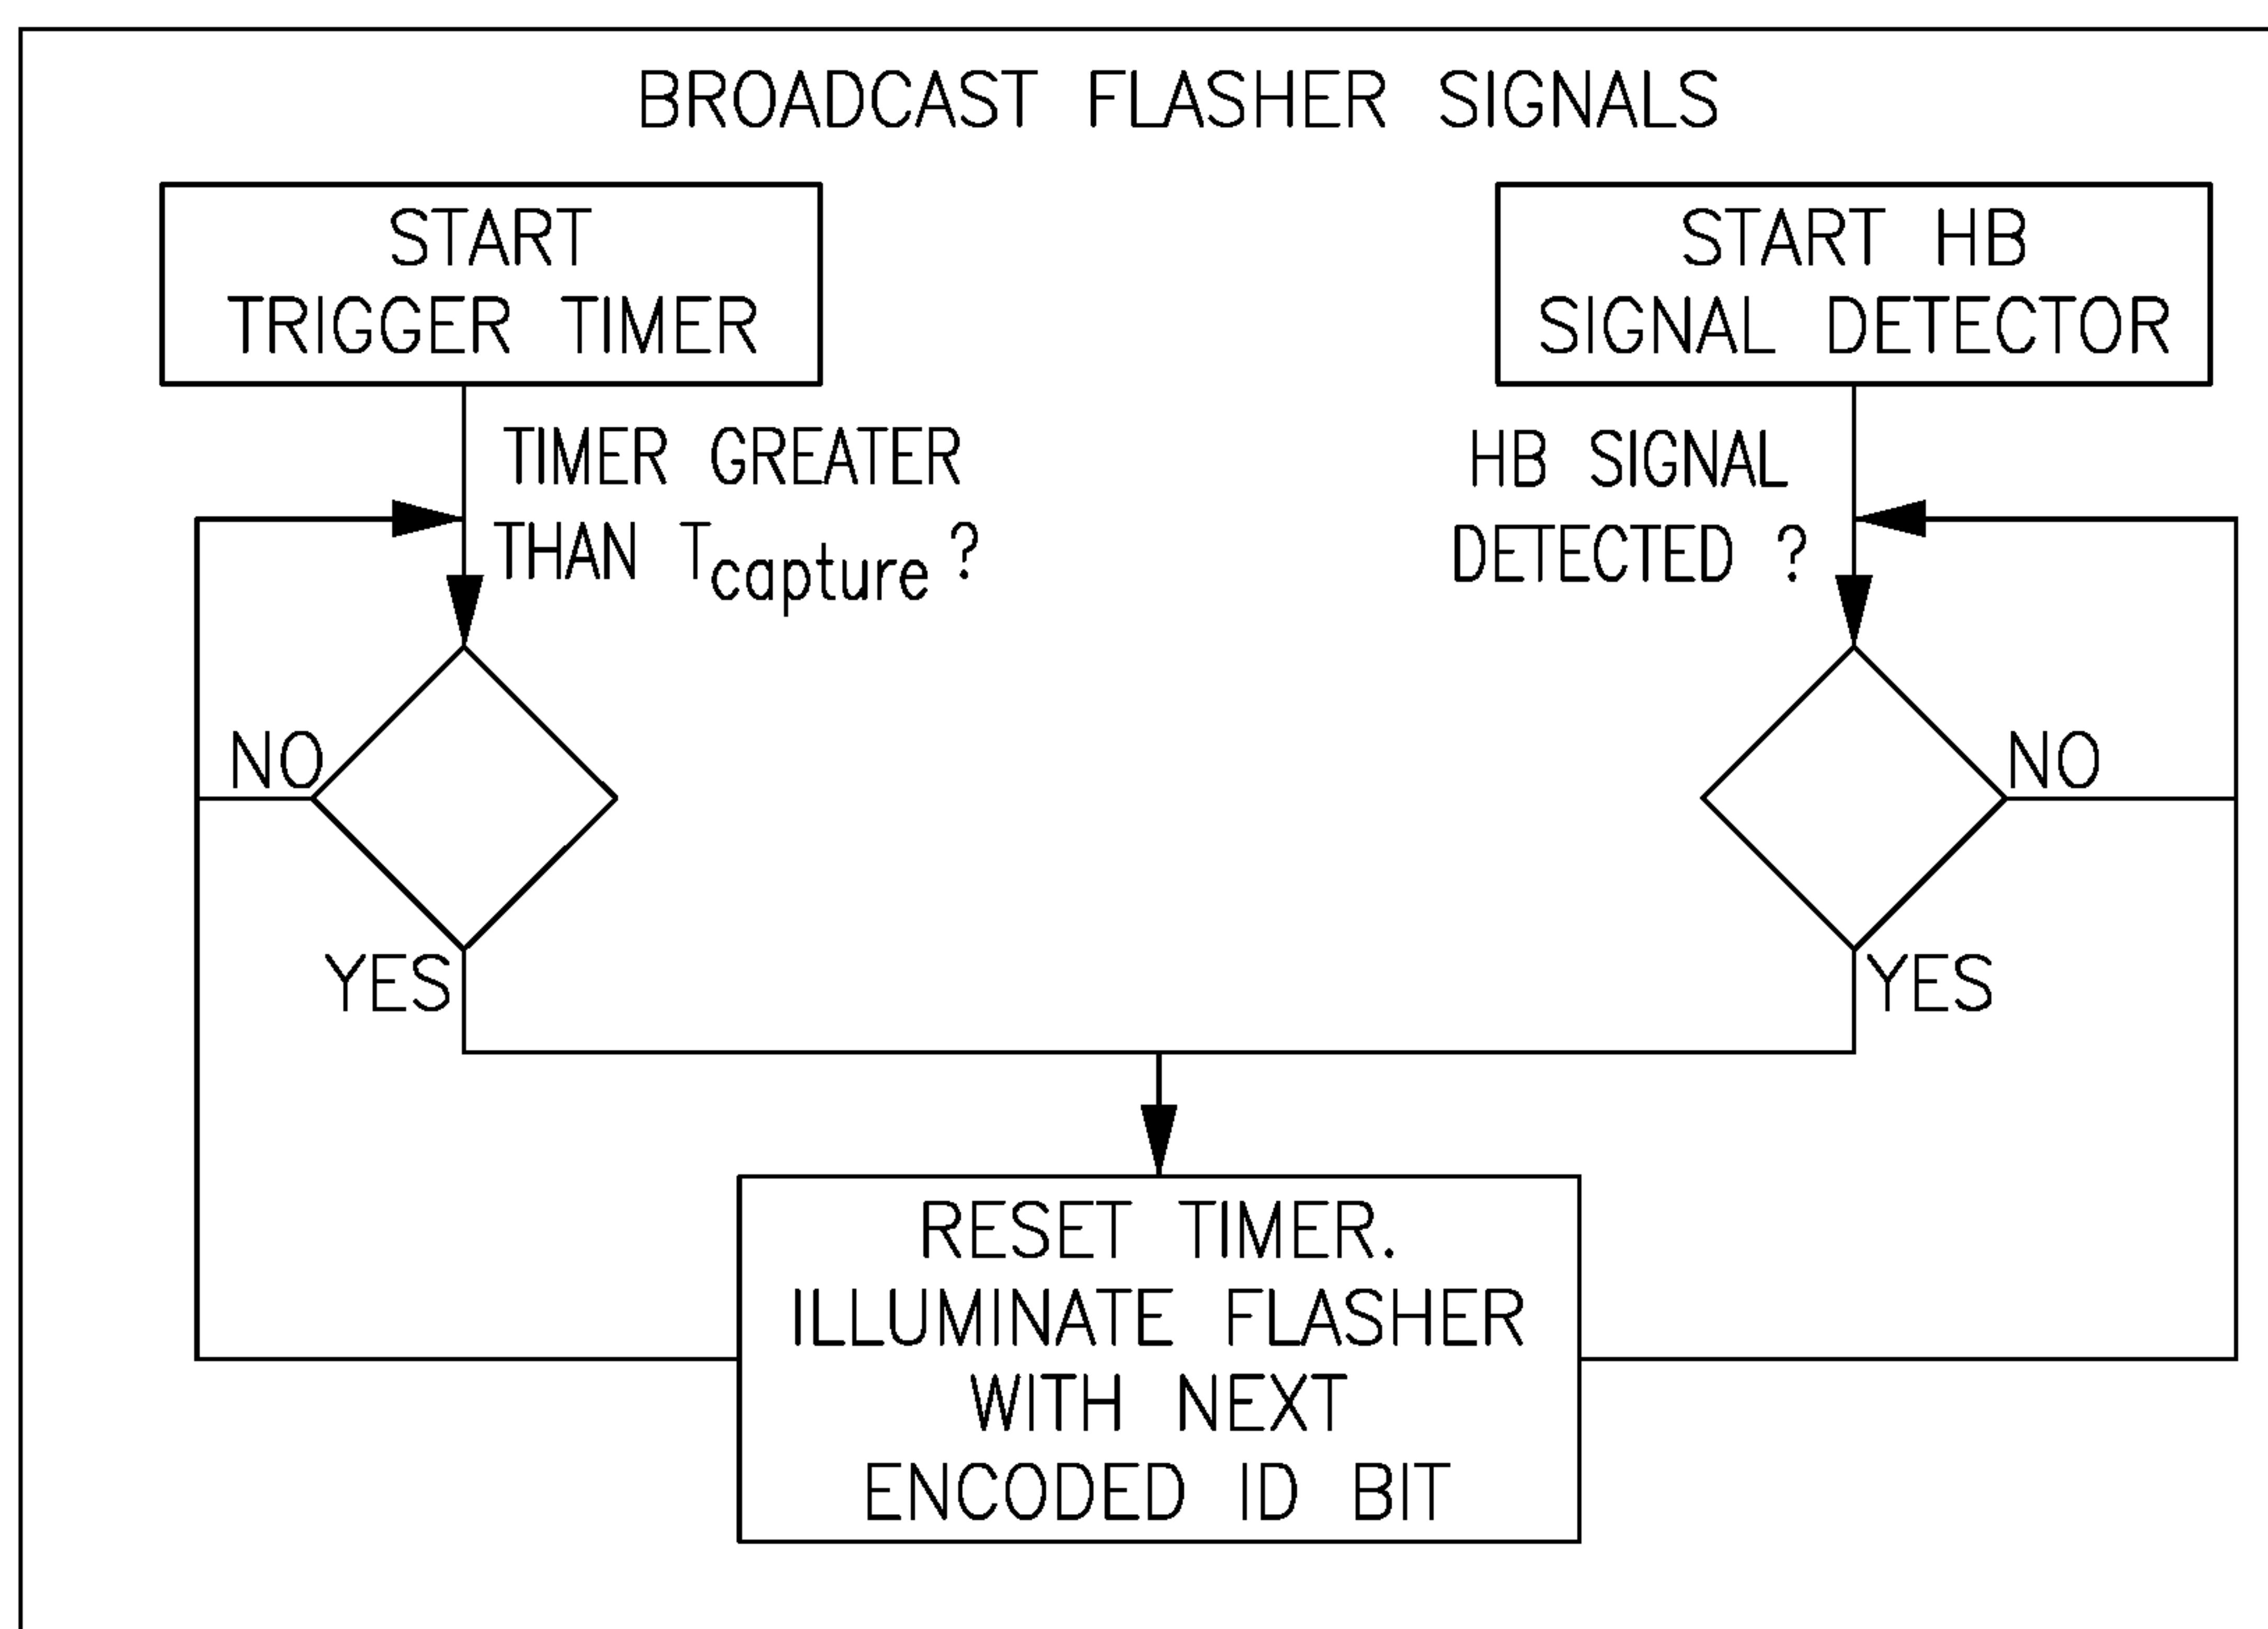 BROADCAST FLASHER SIGNALS
START
TRIGGER TIMER
START HB
SIGNAL DETECTOR
TIMER GREATER
THAN Tcapture ?
HB SIGNAL
DETECTED ?
NO
NO
YES
YES
RESET TIMER.
ILLUMINATE FLASHER
WITH NEXT
ENCODED ID BIT